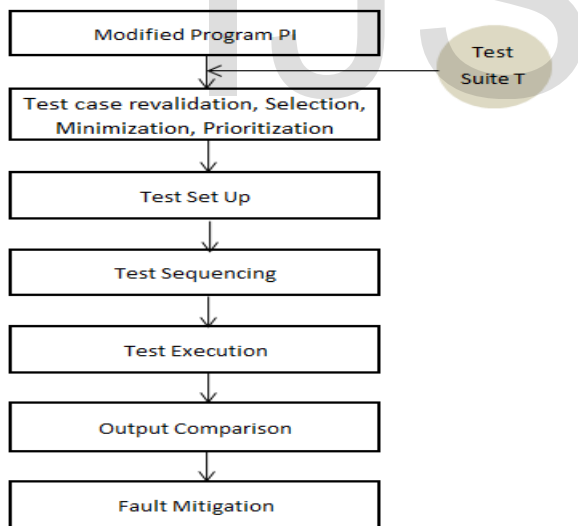 Modified Program PI
Test
Suite T
Test case revalidation, Selection,
Minimization, Prioritization
Test Set Up
Test Sequencing
Test Execution
Output Comparison
Fault Mitigation